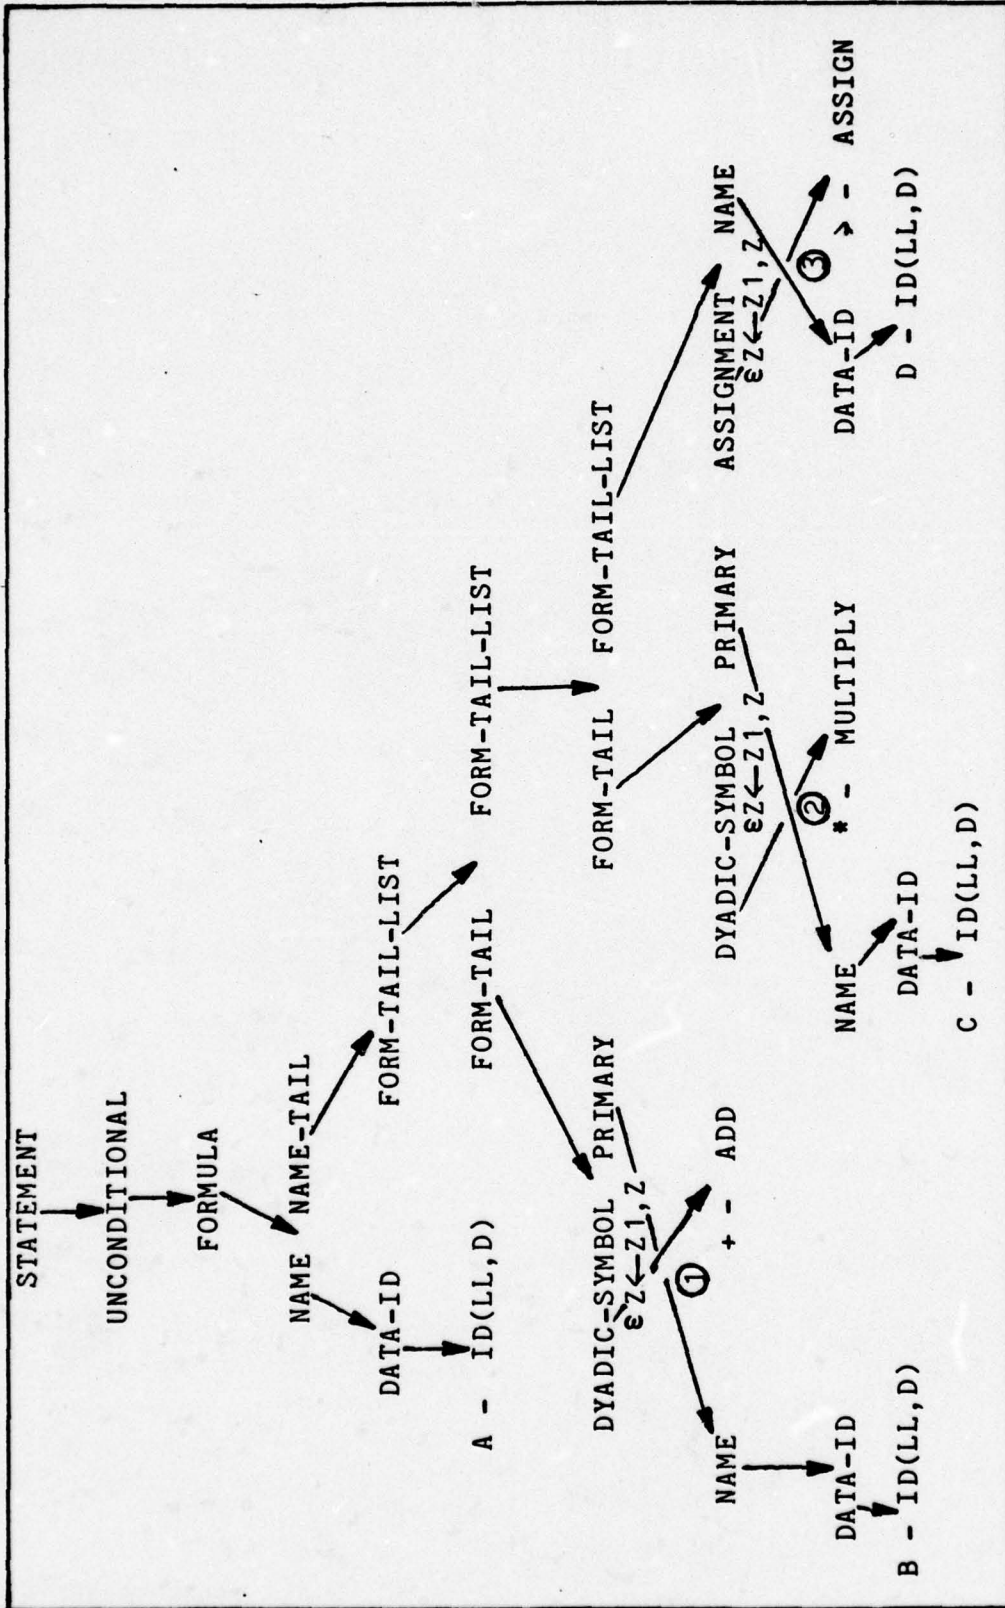 STATEMENT
UNCONDITIONAL
FORMULA
NAME NAME-TAIL
DATA-ID FORM-TAIL-LIST
A - ID(LL,D) FORM-TAIL FORM-TAIL-LIST
DYADIC-SYMBOL PRIMARY FORM-TAIL FORM-TAIL-LIST
εZ←Z1,Z
NAME ① + - ADD DYADIC-SYMBOL PRIMARY ASSIGNMENT NAME
εZ←Z1,Z εZ←Z1,Z
DATA-ID NAME ② * - MULTIPLY DATA-ID ③ > - ASSIGN
B - ID(LL,D) DATA-ID D - ID(LL,D)
C - ID(LL,D)